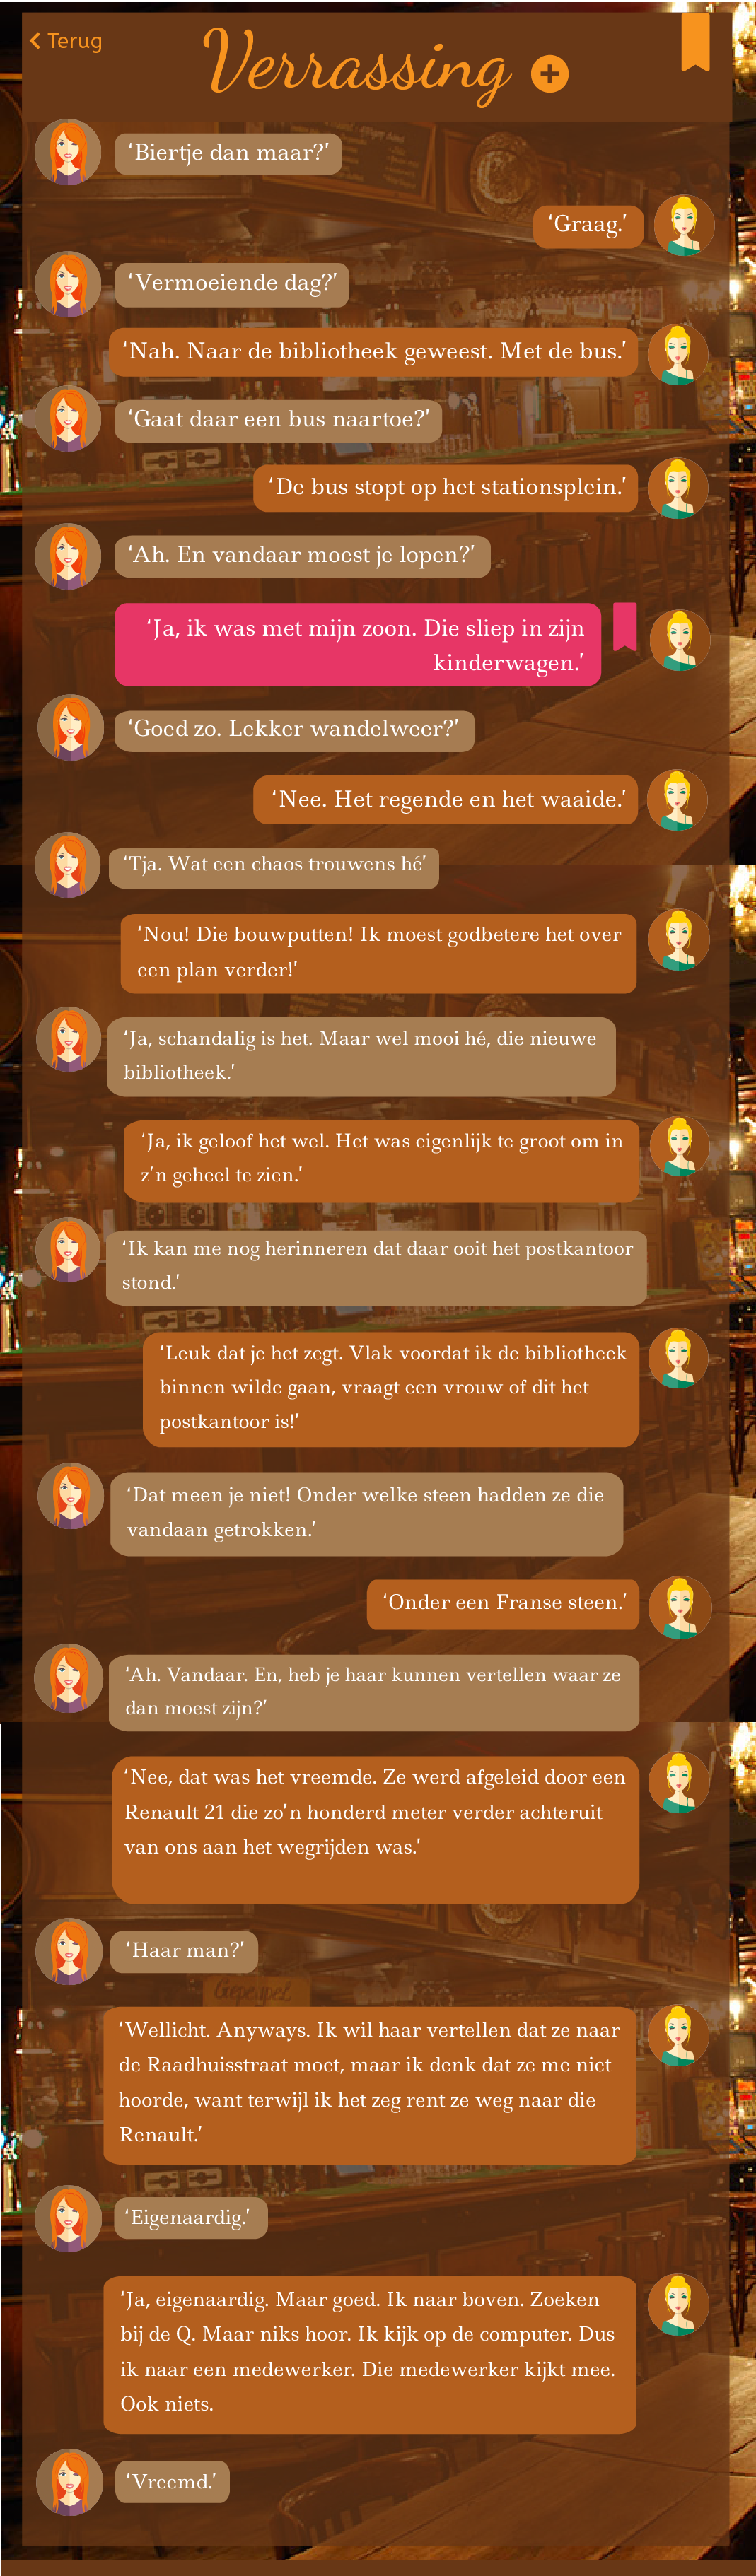 Terug
Verrassing
‘Biertje dan maar?’
‘Graag.’
‘Vermoeiende dag?’
‘Nah. Naar de bibliotheek geweest. Met de bus.’
‘Gaat daar een bus naartoe?’
‘De bus stopt op het stationsplein.’
‘Ah. En vandaar moest je lopen?’
‘Ja, ik was met mijn zoon. Die sliep in zijn
kinderwagen.’
‘Goed zo. Lekker wandelweer?’
‘Nee. Het regende en het waaide.’
‘Tja. Wat een chaos trouwens hé’
‘Nou! Die bouwputten! Ik moest godbetere het over
een plan verder!’
‘Ja, schandalig is het. Maar wel mooi hé, die nieuwe
bibliotheek.’
‘Ja, ik geloof het wel. Het was eigenlijk te groot om in
z’n geheel te zien.’
‘Ik kan me nog herinneren dat daar ooit het postkantoor
stond.’
‘Leuk dat je het zegt. Vlak voordat ik de bibliotheek
binnen wilde gaan, vraagt een vrouw of dit het
postkantoor is!’
‘Dat meen je niet! Onder welke steen hadden ze die
vandaan getrokken.’
‘Onder een Franse steen.’
‘Ah. Vandaar. En, heb je haar kunnen vertellen waar ze
dan moest zijn?’
‘Nee, dat was het vreemde. Ze werd afgeleid door een
Renault 21 die zo’n honderd meter verder achteruit
van ons aan het wegrijden was.’
‘Haar man?’
‘Wellicht. Anyways. Ik wil haar vertellen dat ze naar
de Raadhuisstraat moet, maar ik denk dat ze me niet
hoorde, want terwijl ik het zeg rent ze weg naar die
Renault.’
‘Eigenaardig.’
‘Ja, eigenaardig. Maar goed. Ik naar boven. Zoeken
bij de Q. Maar niks hoor. Ik kijk op de computer. Dus
ik naar een medewerker. Die medewerker kijkt mee.
Ook niets.
‘Vreemd.’